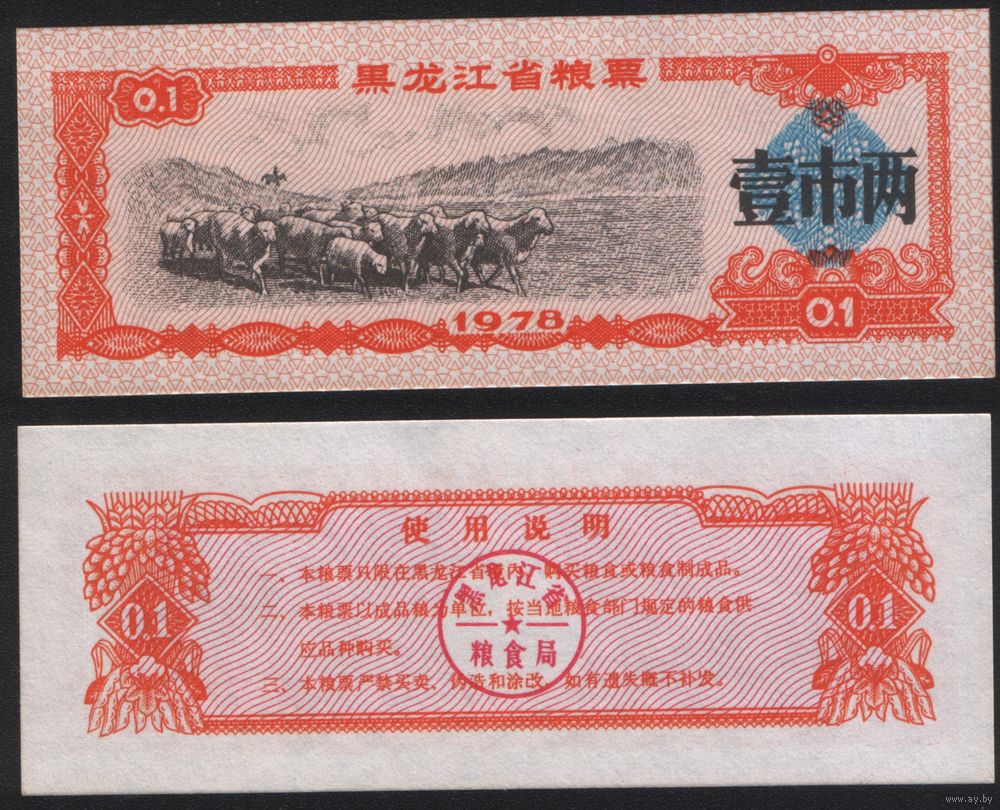 黑龙江省粮票
0.1
壹市两
1978
0.1
使用说明
一、本粮票只限在黑龙江省境内，购买粮食或粮食制成品。
二、本粮票以成品粮为单位，按当地粮食部门规定的粮食供
应品种购买。
三、本粮票严禁买卖、伪造和涂改，如有遗失概不补发。
0.1
0.1
黑龙江省
粮食局
www.ay.by